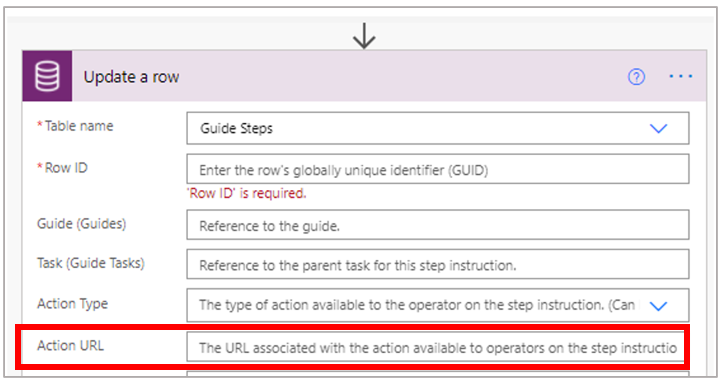 Update a row
* Table name
Guide Steps
* Row ID
Enter the row's globally unique identifier (GUID)
'Row ID' is required.
Guide (Guides)
Reference to the guide.
Task (Guide Tasks)
Reference to the parent task for this step instruction.
Action Type
The type of action available to the operator on the step instruction. (Can
Action URL
The URL associated with the action available to operators on the step instructio